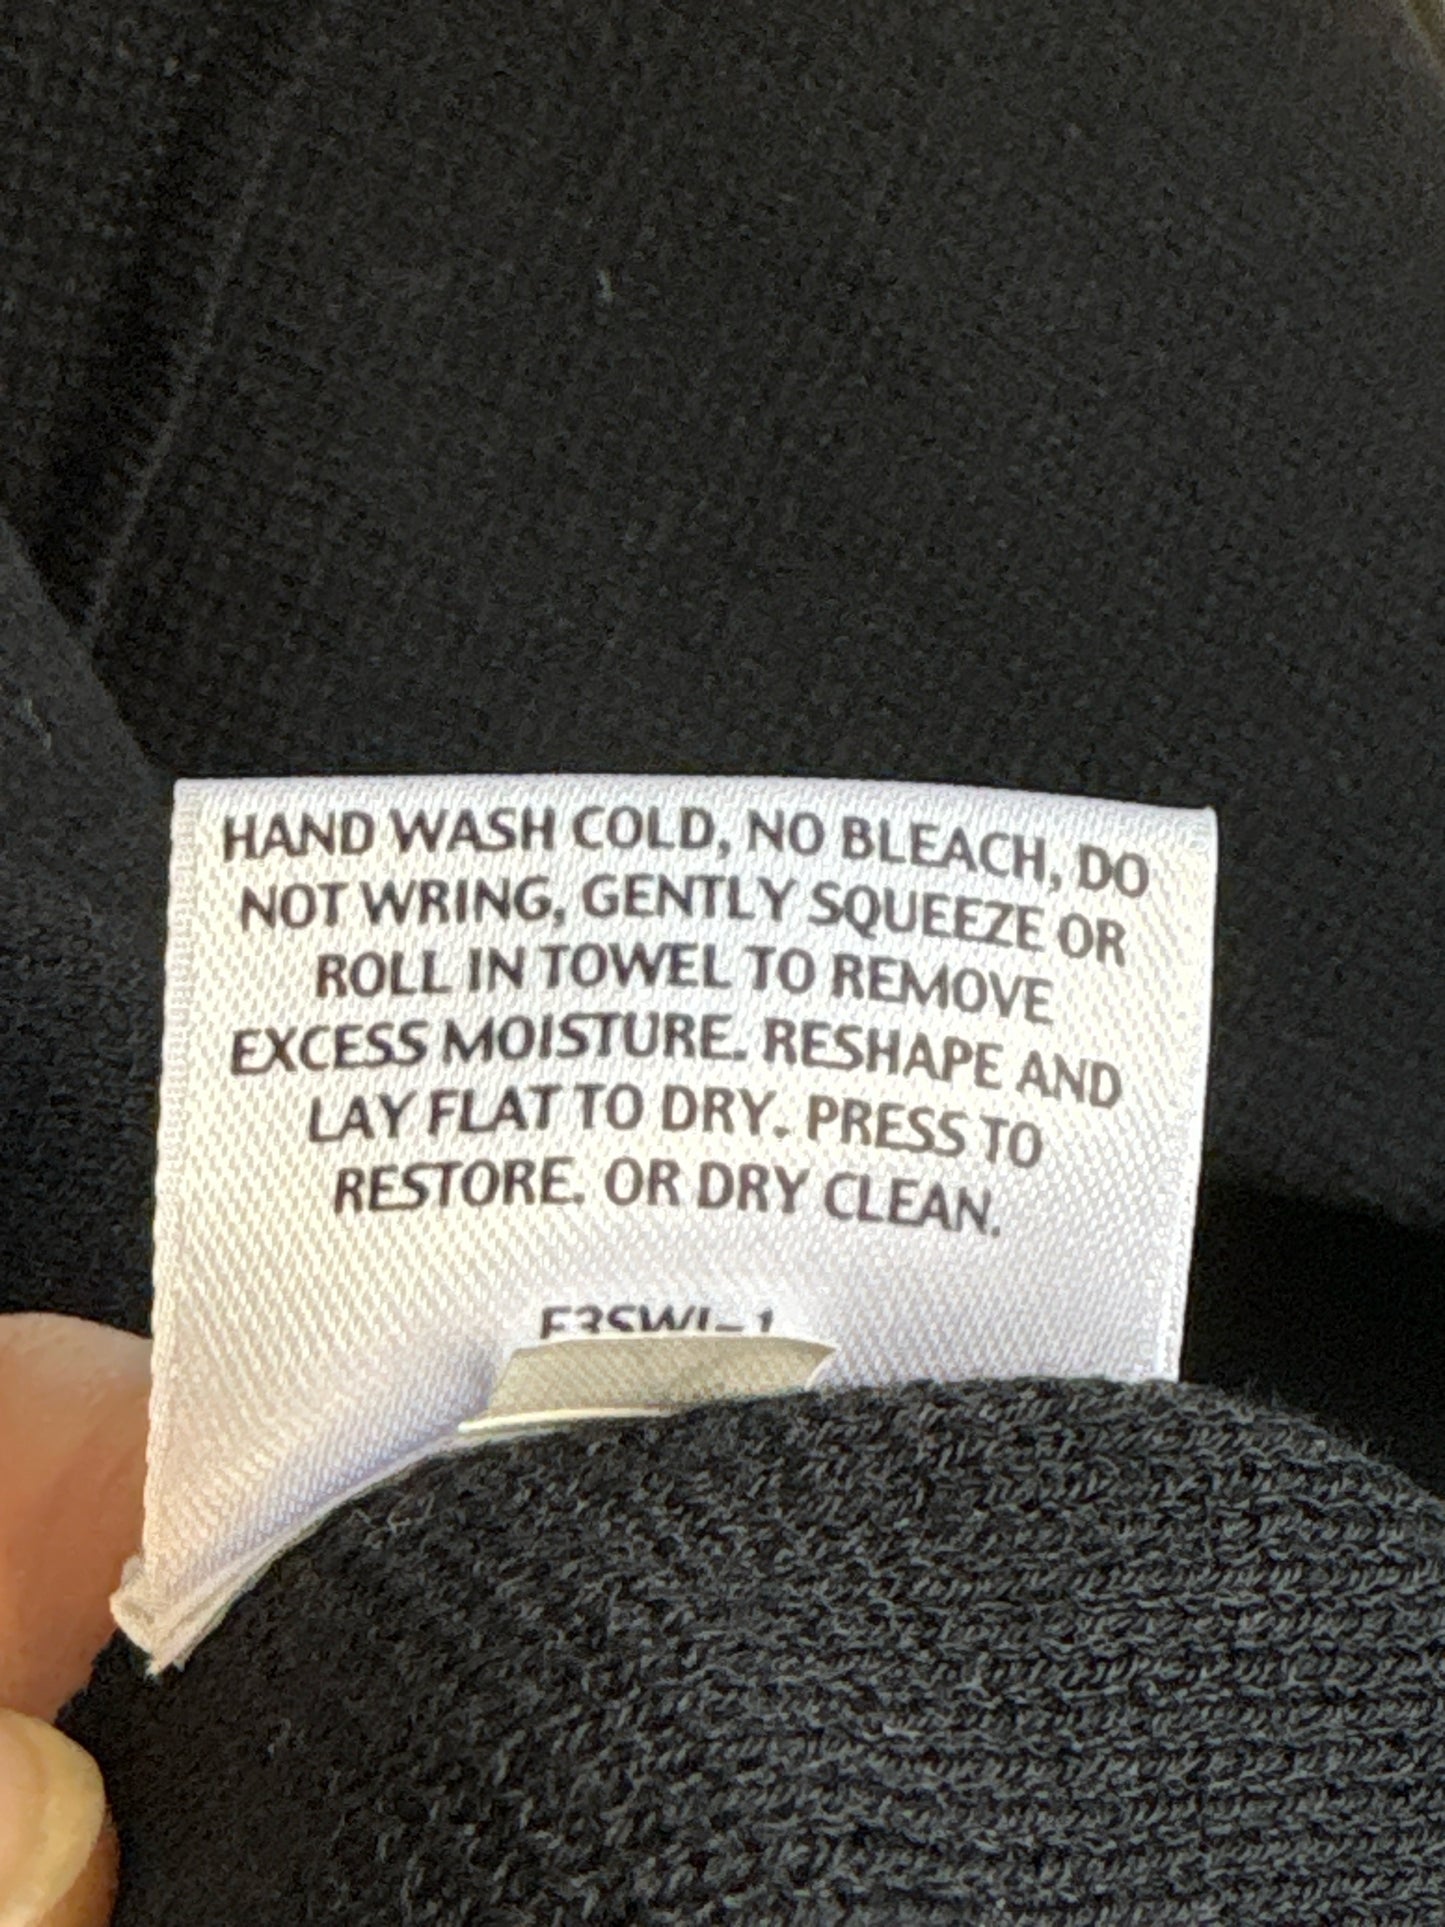 HAND WASH COLD, NO BLEACH, DO
NOT WRING, GENTLY SQUEEZE OR
ROLL IN TOWEL TO REMOVE
EXCESS MOISTURE. RESHAPE AND
LAY FLAT TO DRY. PRESS TO
RESTORE. OR DRY CLEAN.